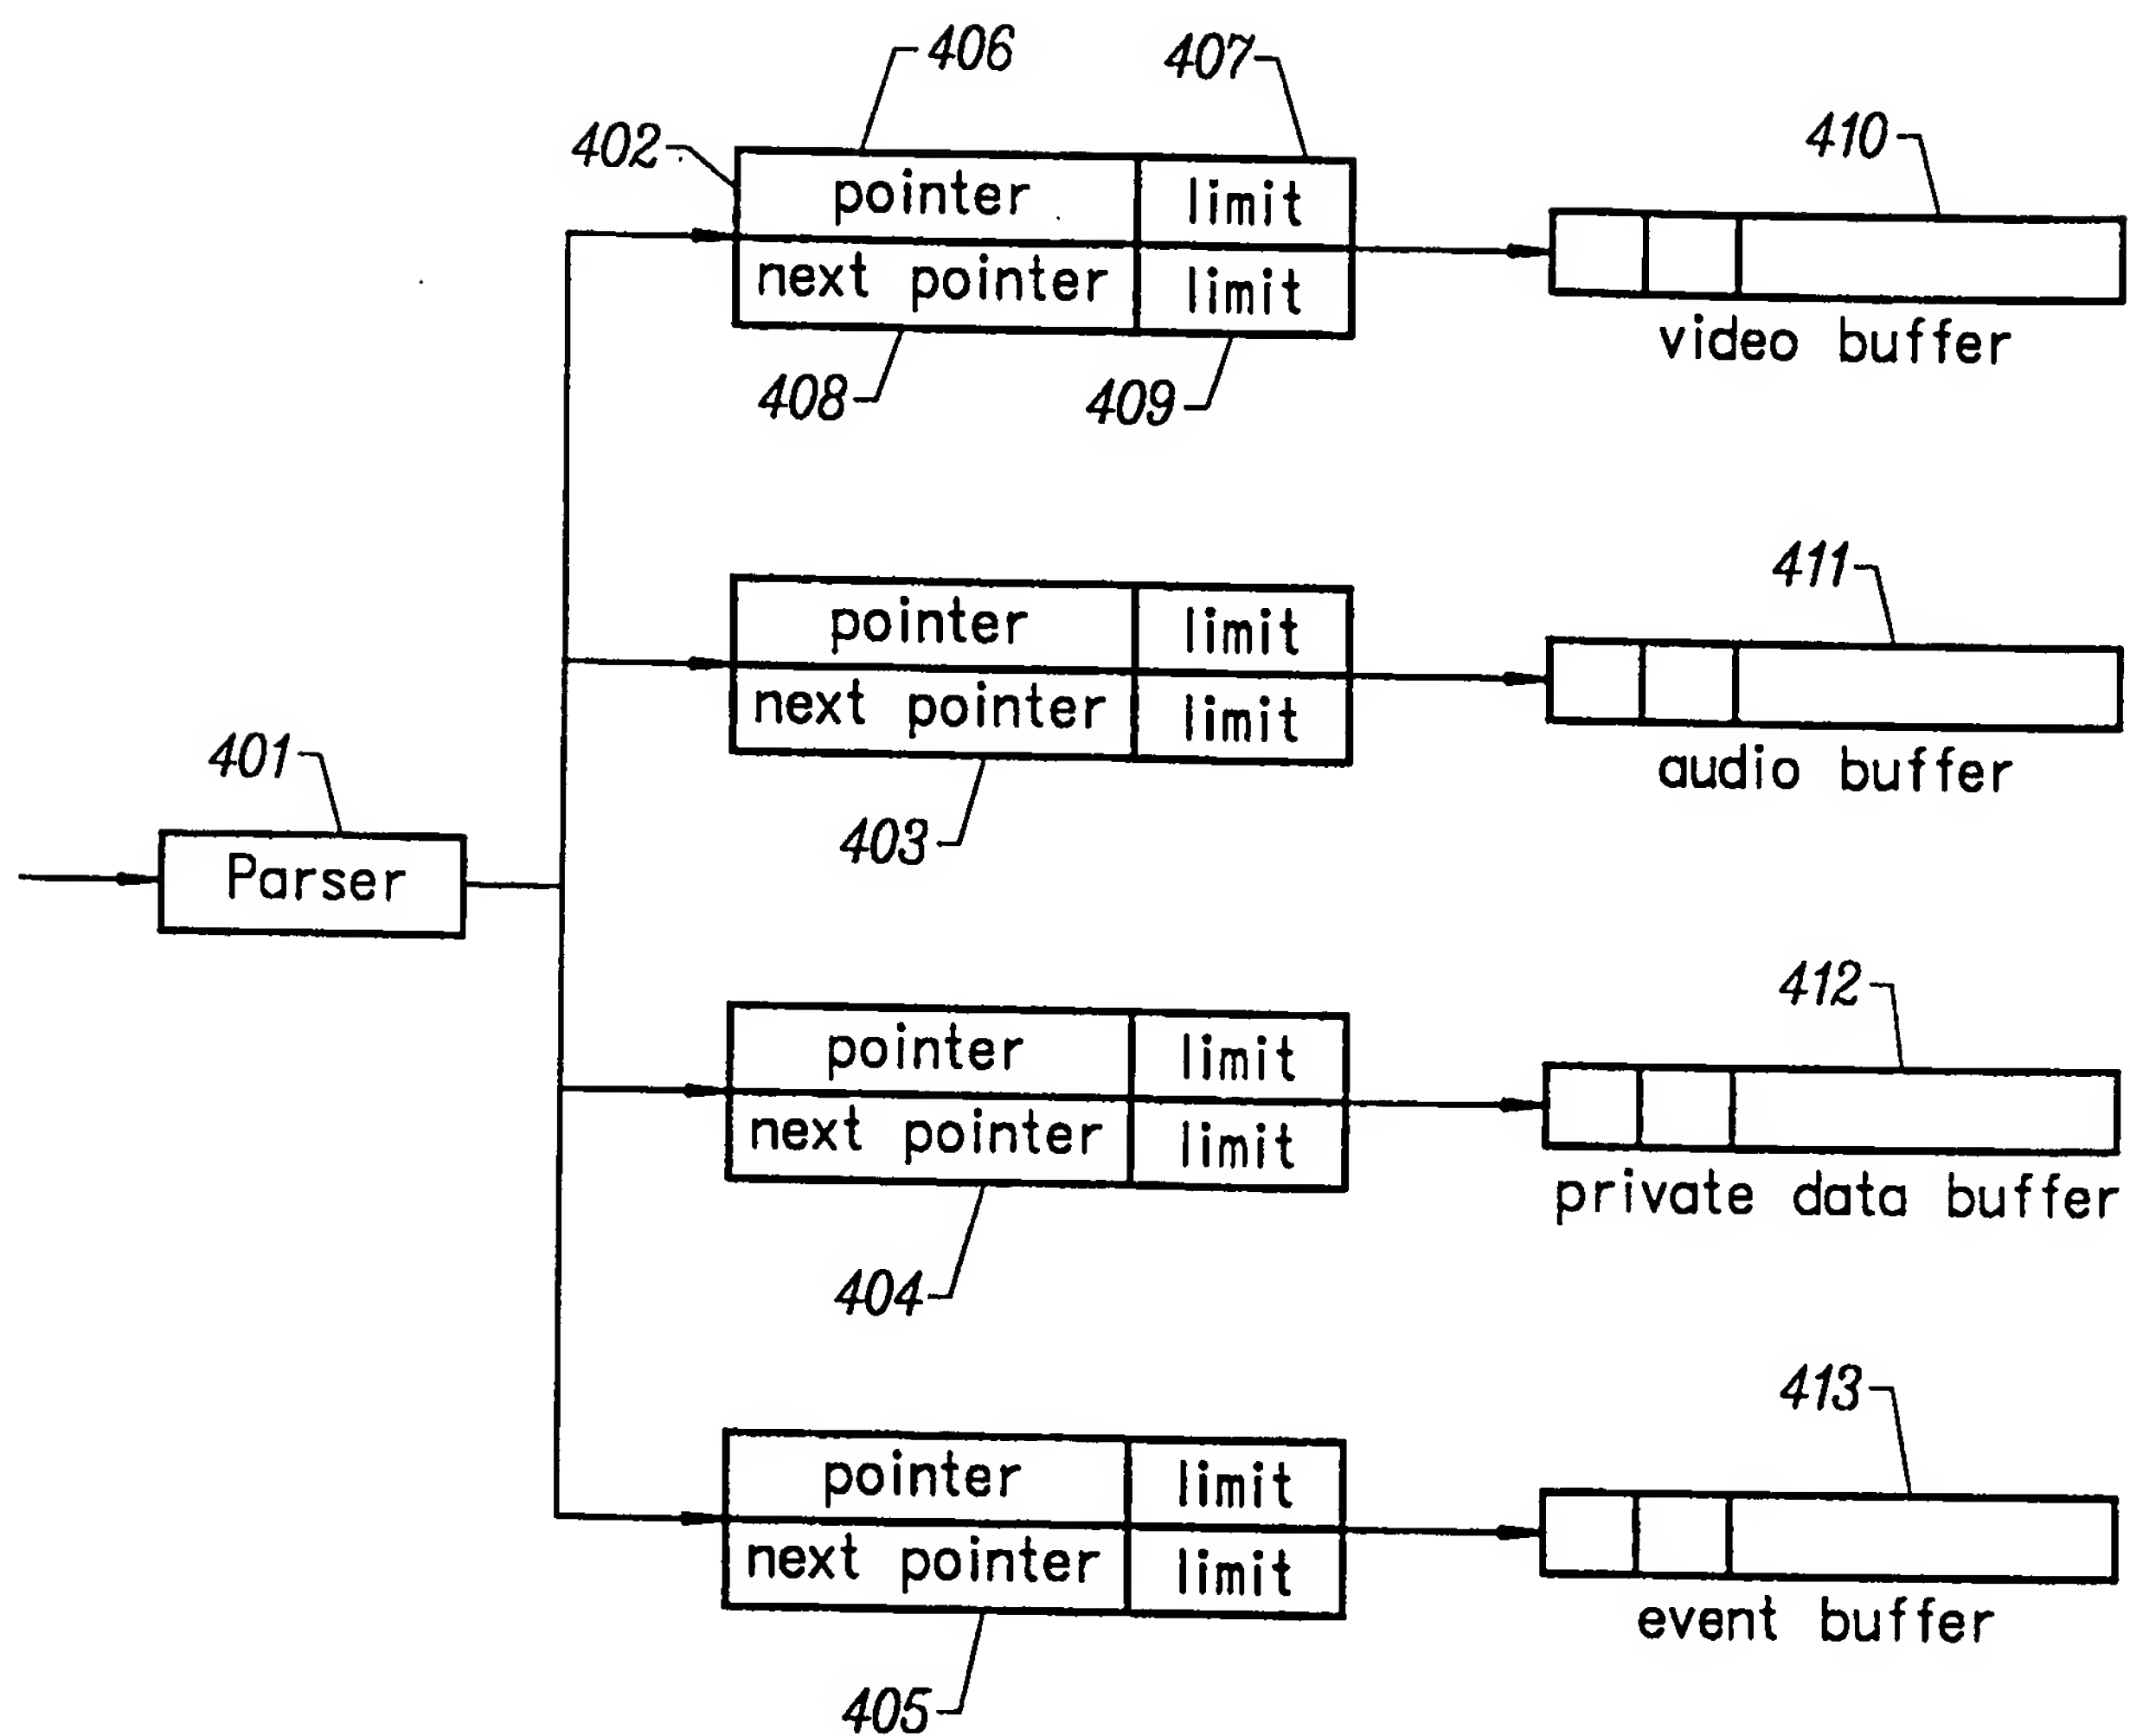 406
407
402
410
pointer limit
next pointer limit
video buffer
408
409
411
pointer limit
next pointer limit
audio buffer
401
403
Parser
412
pointer limit
next pointer limit
private data buffer
404
413
pointer limit
next pointer limit
event buffer
405